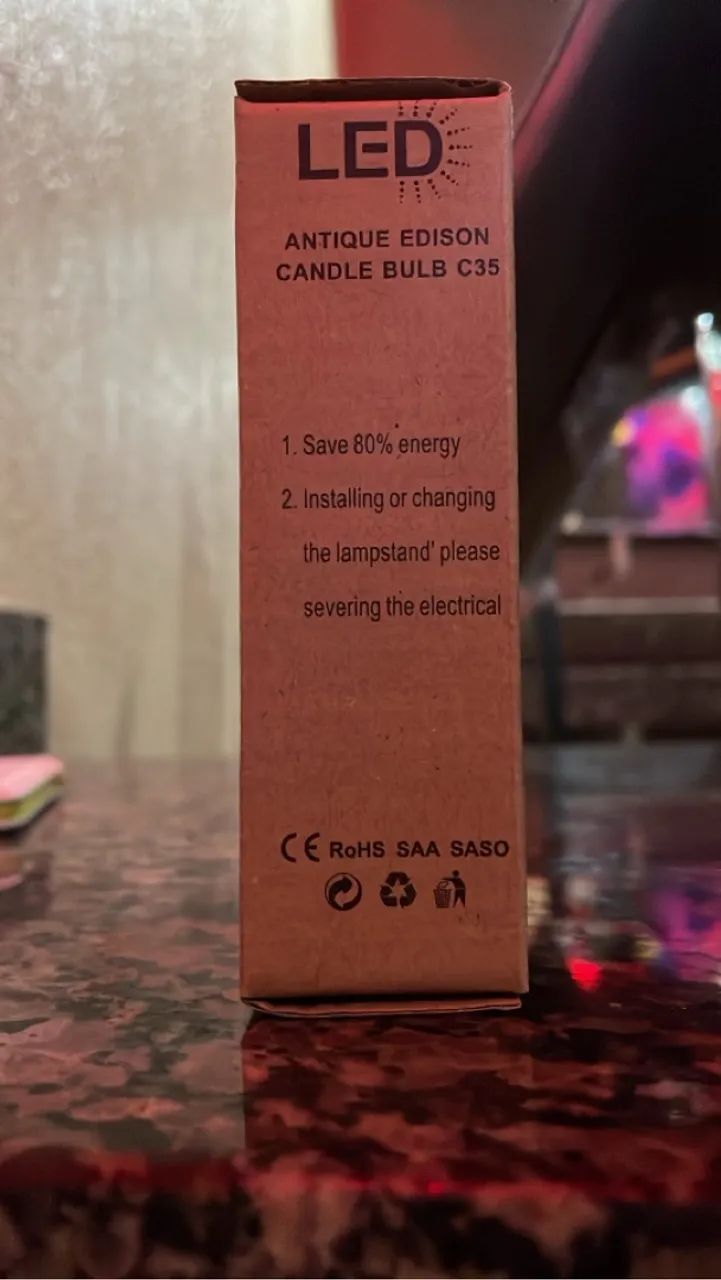 LED
ANTIQUE EDISON
CANDLE BULB C35
1. Save 80% energy
2. Installing or changing
the lampstand' please
severing the electrical
CE RoHS SAA SASO